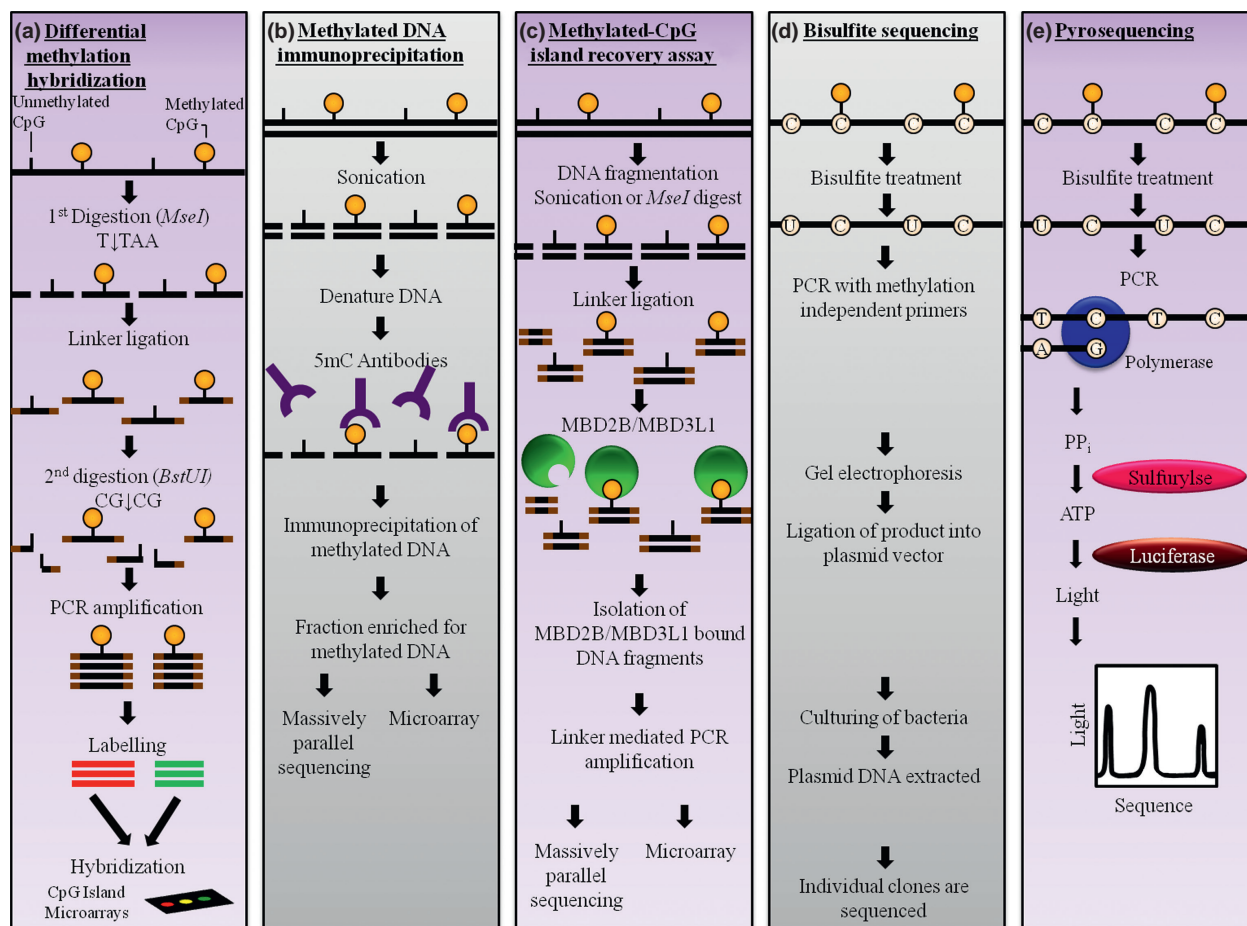 (a) Differential
methylation
hybridization
Unmethylated
CpG
Methylated
CpG
1st Digestion (MseI)
T↓TAA
Linker ligation
2nd digestion (BstUI)
CG↓CG
PCR amplification
Labelling
Hybridization
CpG Island
Microarrays
(b) Methylated DNA
immunoprecipitation
Sonication
Denature DNA
5mC Antibodies
Immunoprecipitation of
methylated DNA
Fraction enriched for
methylated DNA
Massively
parallel
sequencing
Microarray
(c) Methylated-CpG
island recovery assay
DNA fragmentation
Sonication or MseI digest
Linker ligation
MBD2B/MBD3L1
Isolation of
MBD2B/MBD3L1 bound
DNA fragments
Linker mediated PCR
amplification
Massively
parallel
sequencing
Microarray
(d) Bisulfite sequencing
C C C C
Bisulfite treatment
U C U C
PCR with methylation
independent primers
Gel electrophoresis
Ligation of product into
plasmid vector
Culturing of bacteria
Plasmid DNA extracted
Individual clones are
sequenced
(e) Pyrosequencing
C C C C
Bisulfite treatment
U C U C
PCR
T C T C
A G
Polymerase
PPi
Sulfurylse
ATP
Luciferase
Light
Light
Sequence